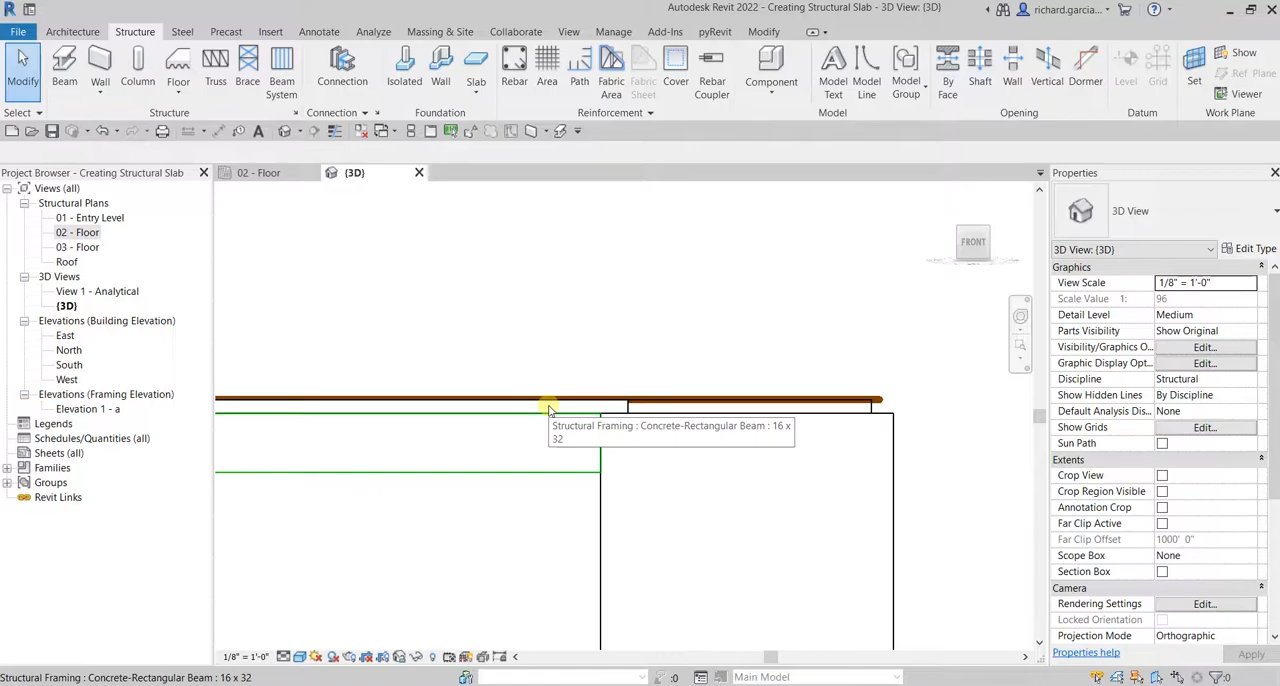 Autodesk Revit 2022 - Creating Structural Slab - 3D View: {3D}
richard.garcia...
File Architecture Structure Steel Precast Insert Annotate Analyze Massing & Site Collaborate View Manage Add-Ins pyRevit Modify
Modify Beam Wall Column Floor Truss Brace Beam System Connection Isolated Wall Slab Rebar Area Path Fabric Area Fabric Sheet Cover Rebar Coupler Component Model Text Model Line Model Group By Face Shaft Wall Vertical Dormer Level Grid Set Show Ref Plane Viewer
Select Structure Connection Foundation Reinforcement Model Opening Datum Work Plane
Project Browser - Creating Structural Slab
02 - Floor
{3D}
Properties
Views (all)
Structural Plans
01 - Entry Level
02 - Floor
03 - Floor
Roof
3D Views
View 1 - Analytical
{3D}
Elevations (Building Elevation)
East
North
South
West
Elevations (Framing Elevation)
Elevation 1 - a
Legends
Schedules/Quantities (all)
Sheets (all)
Families
Groups
Revit Links
FRONT
Structural Framing : Concrete-Rectangular Beam : 16 x
32
3D View
3D View: {3D} Edit Type
Graphics
View Scale 1/8" = 1'-0"
Scale Value 1: 96
Detail Level Medium
Parts Visibility Show Original
Visibility/Graphics O... Edit...
Graphic Display Opt... Edit...
Discipline Structural
Show Hidden Lines By Discipline
Default Analysis Dis... None
Show Grids Edit...
Sun Path
Extents
Crop View
Crop Region Visible
Annotation Crop
Far Clip Active
Far Clip Offset 1000' 0"
Scope Box None
Section Box
Camera
Rendering Settings Edit...
Locked Orientation
Projection Mode Orthographic
Properties help Apply
1/8" = 1'-0"
Structural Framing : Concrete-Rectangular Beam : 16 x 32
:0
Main Model
:0